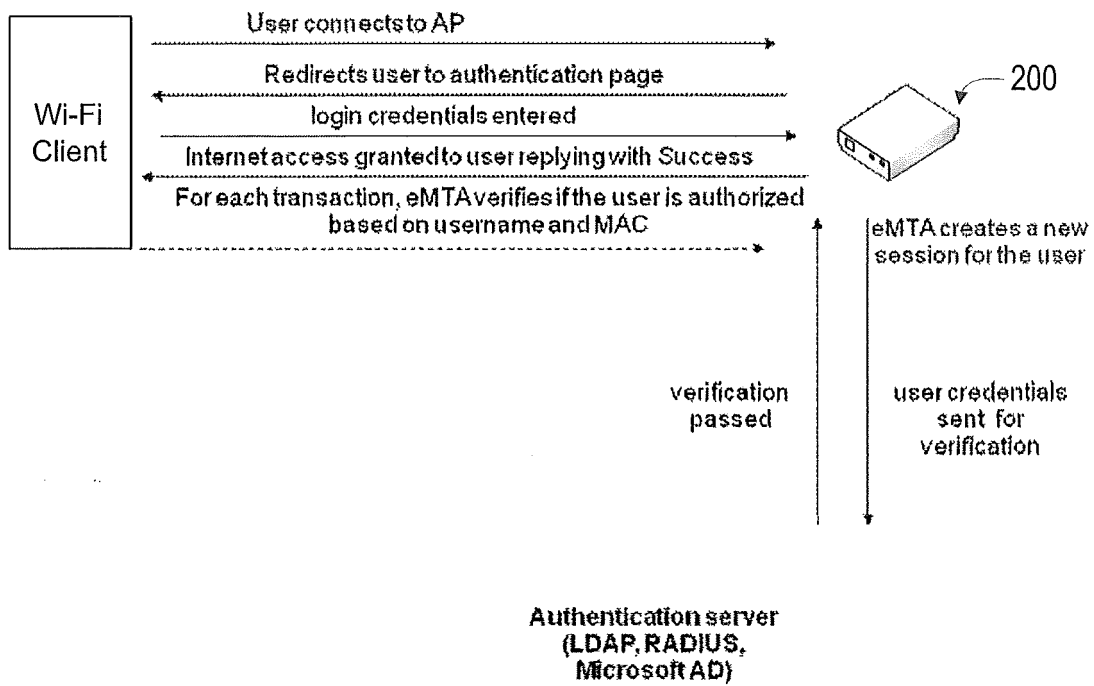 User connects to AP
Redirects user to authentication page
200
Wi-Fi
Client
login credentials entered
Internet access granted to user replying with Success
For each transaction, eMTA verifies if the user is authorized
based on username and MAC
eMTA creates a new
session for the user
verification
passed
user credentials
sent for
verification
Authentication server
(LDAP, RADIUS,
Microsoft AD)